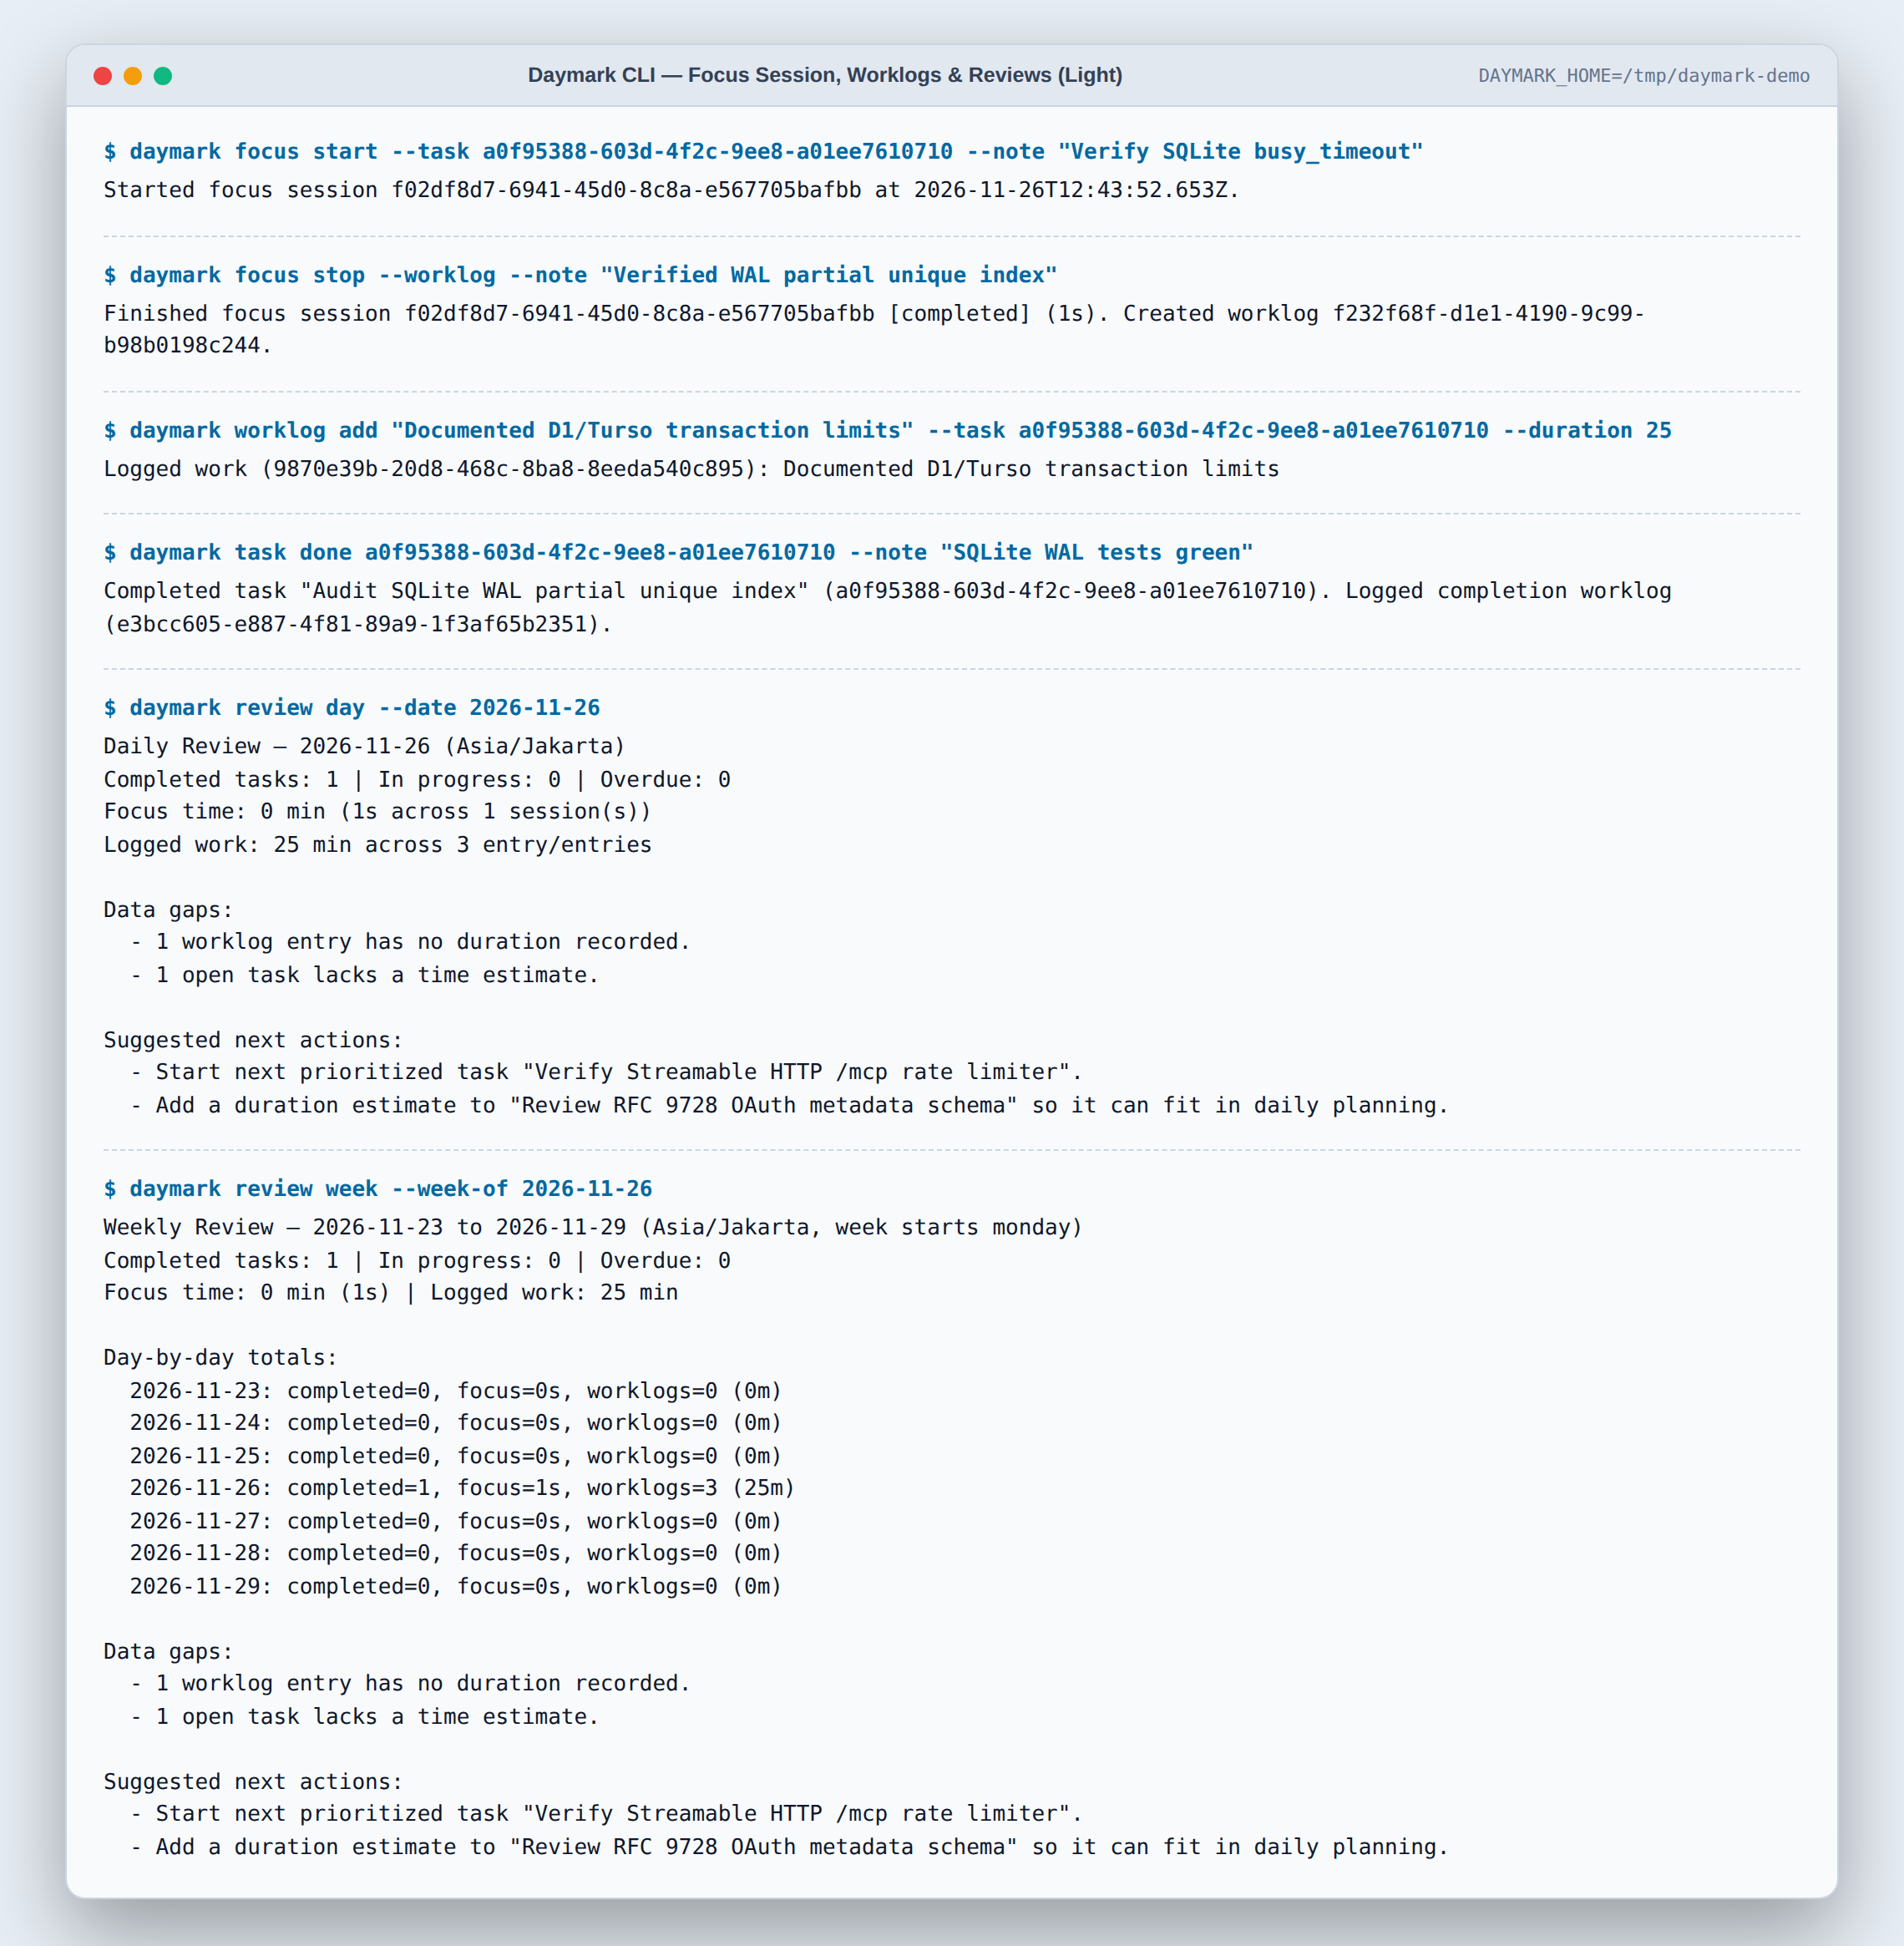 Daymark CLI — Focus Session, Worklogs & Reviews (Light)
DAYMARK_HOME=/tmp/daymark-demo
$ daymark focus start --task a0f95388-603d-4f2c-9ee8-a01ee7610710 --note "Verify SQLite busy_timeout"
Started focus session f02df8d7-6941-45d0-8c8a-e567705bafbb at 2026-11-26T12:43:52.653Z.
$ daymark focus stop --worklog --note "Verified WAL partial unique index"
Finished focus session f02df8d7-6941-45d0-8c8a-e567705bafbb [completed] (1s). Created worklog f232f68f-d1e1-4190-9c99-
b98b0198c244.
$ daymark worklog add "Documented D1/Turso transaction limits" --task a0f95388-603d-4f2c-9ee8-a01ee7610710 --duration 25
Logged work (9870e39b-20d8-468c-8ba8-8eeda540c895): Documented D1/Turso transaction limits
$ daymark task done a0f95388-603d-4f2c-9ee8-a01ee7610710 --note "SQLite WAL tests green"
Completed task "Audit SQLite WAL partial unique index" (a0f95388-603d-4f2c-9ee8-a01ee7610710). Logged completion worklog
(e3bcc605-e887-4f81-89a9-1f3af65b2351).
$ daymark review day --date 2026-11-26
Daily Review — 2026-11-26 (Asia/Jakarta)
Completed tasks: 1 | In progress: 0 | Overdue: 0
Focus time: 0 min (1s across 1 session(s))
Logged work: 25 min across 3 entry/entries
Data gaps:
  - 1 worklog entry has no duration recorded.
  - 1 open task lacks a time estimate.
Suggested next actions:
  - Start next prioritized task "Verify Streamable HTTP /mcp rate limiter".
  - Add a duration estimate to "Review RFC 9728 OAuth metadata schema" so it can fit in daily planning.
$ daymark review week --week-of 2026-11-26
Weekly Review — 2026-11-23 to 2026-11-29 (Asia/Jakarta, week starts monday)
Completed tasks: 1 | In progress: 0 | Overdue: 0
Focus time: 0 min (1s) | Logged work: 25 min
Day-by-day totals:
  2026-11-23: completed=0, focus=0s, worklogs=0 (0m)
  2026-11-24: completed=0, focus=0s, worklogs=0 (0m)
  2026-11-25: completed=0, focus=0s, worklogs=0 (0m)
  2026-11-26: completed=1, focus=1s, worklogs=3 (25m)
  2026-11-27: completed=0, focus=0s, worklogs=0 (0m)
  2026-11-28: completed=0, focus=0s, worklogs=0 (0m)
  2026-11-29: completed=0, focus=0s, worklogs=0 (0m)
Data gaps:
  - 1 worklog entry has no duration recorded.
  - 1 open task lacks a time estimate.
Suggested next actions:
  - Start next prioritized task "Verify Streamable HTTP /mcp rate limiter".
  - Add a duration estimate to "Review RFC 9728 OAuth metadata schema" so it can fit in daily planning.